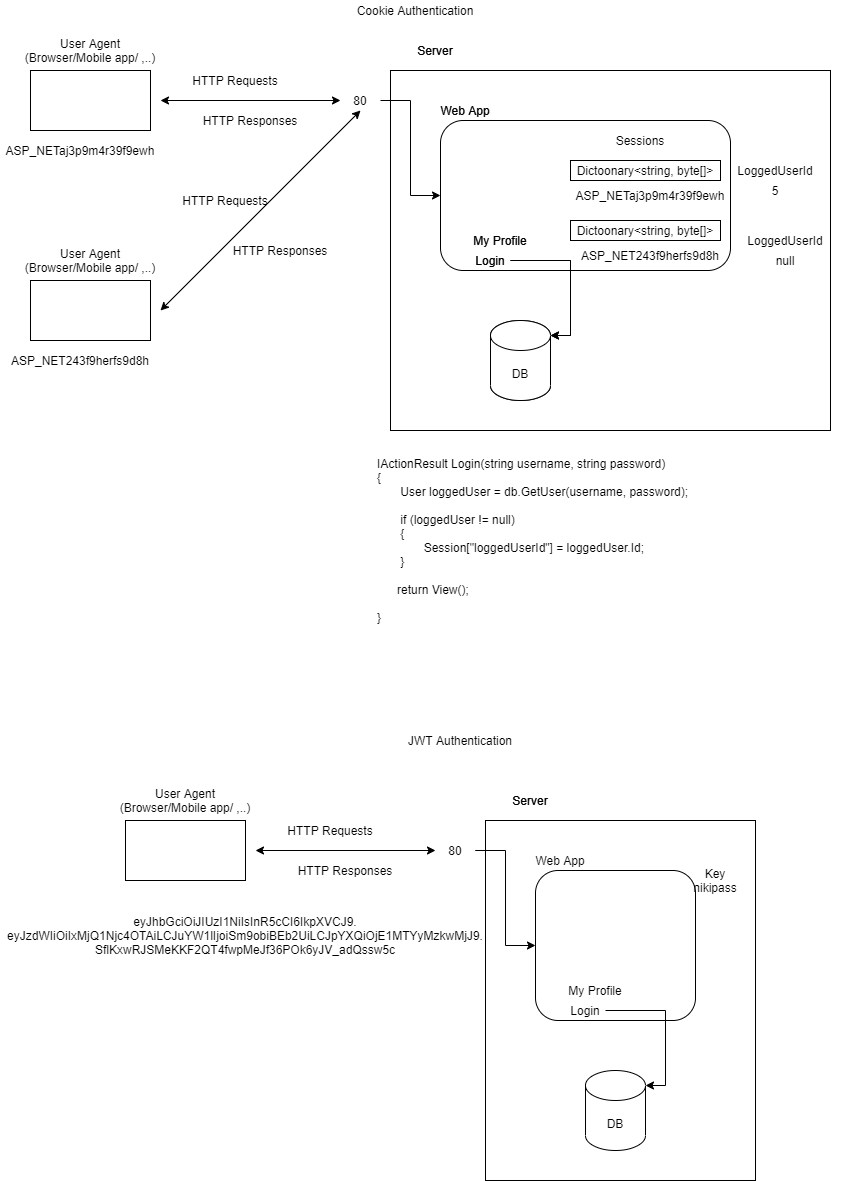 Cookie Authentication
User Agent
(Browser/Mobile app/ ,..)
Server
HTTP Requests
80
HTTP Responses
ASP_NETaj3p9m4r39f9ewh
Web App
Sessions
Dictoonary<string, byte[]>
LoggedUserId
ASP_NETaj3p9m4r39f9ewh
5
HTTP Requests
Dictoonary<string, byte[]>
My Profile
LoggedUserId
HTTP Responses
Login
ASP_NET243f9herfs9d8h
null
User Agent
(Browser/Mobile app/ ,..)
ASP_NET243f9herfs9d8h
DB
IActionResult Login(string username, string password)
{
User loggedUser = db.GetUser(username, password);
if (loggedUser != null)
{
Session["loggedUserId"] = loggedUser.Id;
}
return View();
}
JWT Authentication
User Agent
(Browser/Mobile app/ ,..)
Server
HTTP Requests
80
HTTP Responses
Web App
Key
nikipass
eyJhbGciOiJIUzI1NiIsInR5cCI6IkpXVCJ9.
eyJzdWIiOiIxMjQ1Njc4OTAiLCJuYW1lIjoiSm9obiBEb2UiLCJpYXQiOjE1MTYyMzkwMjJ9.
SflKxwRJSMeKKF2QT4fwpMeJf36POk6yJV_adQssw5c
My Profile
Login
DB